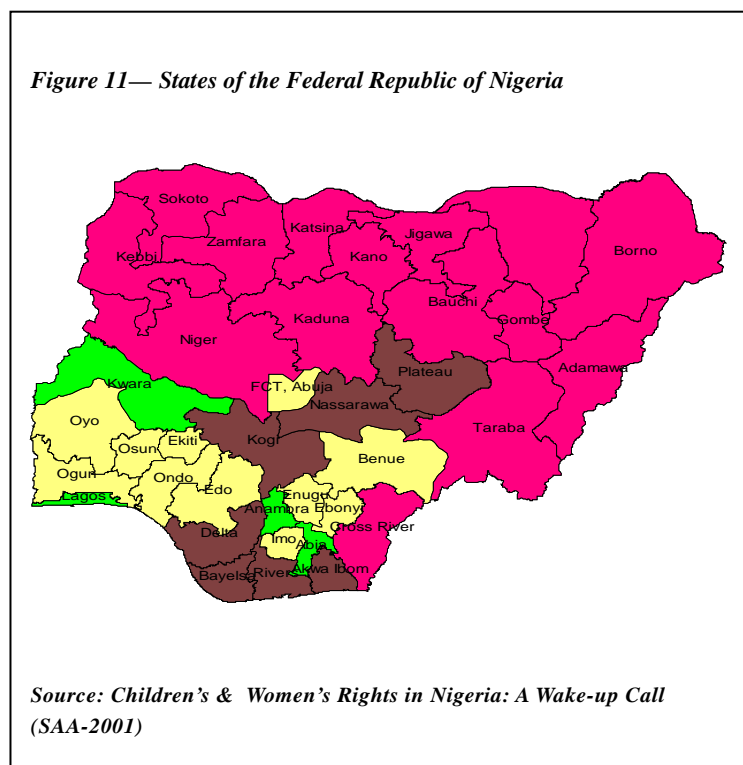 Figure 11— States of the Federal Republic of Nigeria
Sokoto
Katsina
Zamfara
Jigawa
Borno
Kebbi
Kano
Bauchi
Kaduna
Gombe
Niger
Adamawa
Plateau
Kwara
FCT, Abuja
Nassarawa
Oyo
Taraba
Kogi
Ekiti
Osun
Benue
Ogun
Ondo
Edo
Lagos
Enugu
Anambra
Ebonyi
Cross River
Delta
Imo
Abia
Bayelsa
Rivers
Akwa Ibom
Source: Children's & Women's Rights in Nigeria: A Wake-up Call
(SAA-2001)